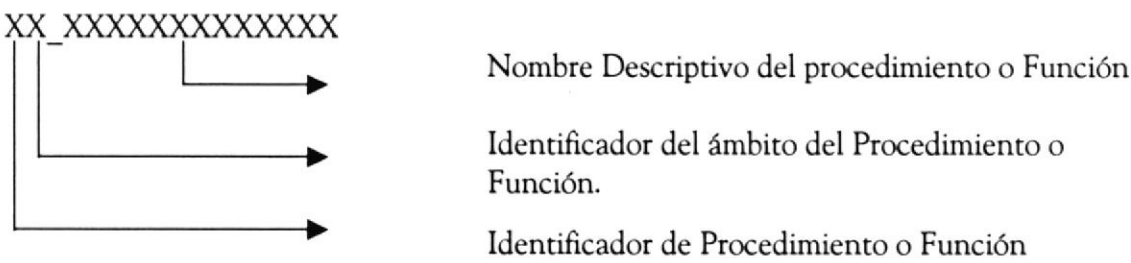 XX_XXXXXXXXXXXXX
Nombre Descriptivo del procedimiento o Función
Identificador del ámbito del Procedimiento o
Función.
Identificador de Procedimiento o Función